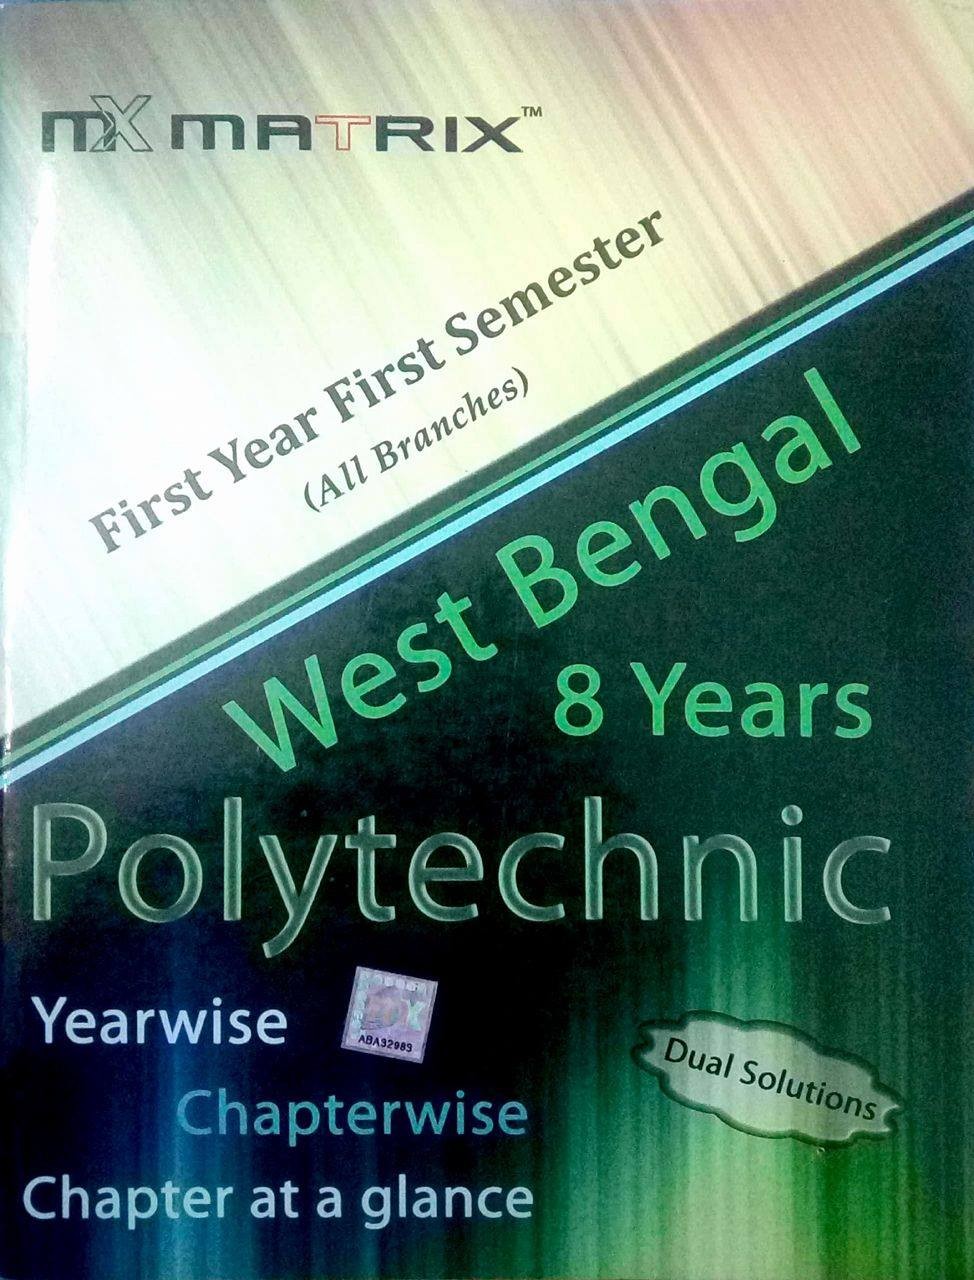 mX MATRIX™
First Year First Semester
(All Branches)
West Bengal
8 Years
Polytechnic
Yearwise
ABA32983
Chapterwise
Dual Solutions
Chapter at a glance